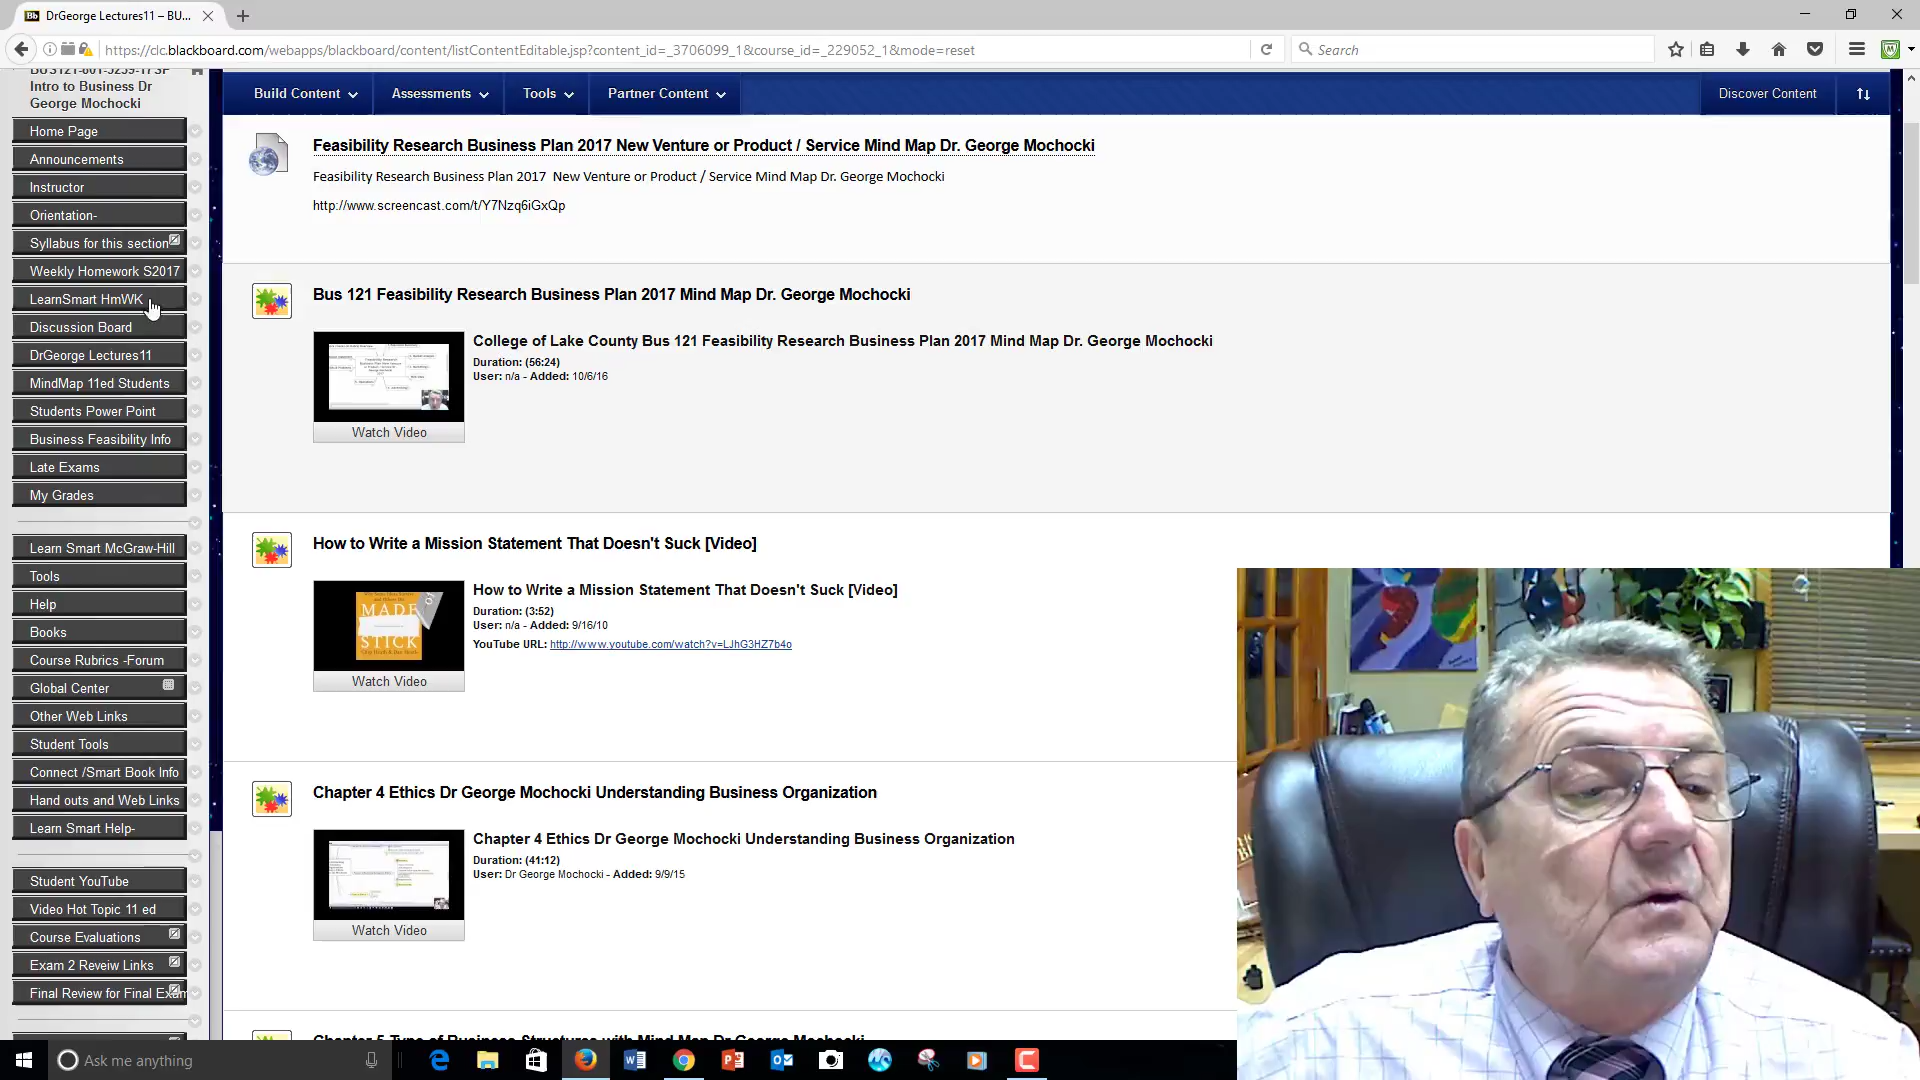 DrGeorge Lectures11 – BU...
https://clc.blackboard.com/webapps/blackboard/content/listContentEditable.jsp?content_id=_3706099_1&course_id=_229052_1&mode=reset
Search
Intro to Business Dr
George Mochocki
Home Page
Announcements
Instructor
Orientation-
Syllabus for this section
Weekly Homework S2017
LearnSmart HmWK
Discussion Board
DrGeorge Lectures11
MindMap 11ed Students
Students Power Point
Business Feasibility Info
Late Exams
My Grades
Learn Smart McGraw-Hill
Tools
Help
Books
Course Rubrics -Forum
Global Center
Other Web Links
Student Tools
Connect /Smart Book Info
Hand outs and Web Links
Learn Smart Help-
Student YouTube
Video Hot Topic 11 ed
Course Evaluations
Exam 2 Reveiw Links
Final Review for Final Exam
Build Content
Assessments
Tools
Partner Content
Discover Content
Feasibility Research Business Plan 2017 New Venture or Product / Service Mind Map Dr. George Mochocki
Feasibility Research Business Plan 2017 New Venture or Product / Service Mind Map Dr. George Mochocki
http://www.screencast.com/t/Y7Nzq6iGxQp
Bus 121 Feasibility Research Business Plan 2017 Mind Map Dr. George Mochocki
College of Lake County Bus 121 Feasibility Research Business Plan 2017 Mind Map Dr. George Mochocki
Duration: (56:24)
User: n/a - Added: 10/6/16
Watch Video
How to Write a Mission Statement That Doesn't Suck [Video]
How to Write a Mission Statement That Doesn't Suck [Video]
Duration: (3:52)
User: n/a - Added: 9/16/10
YouTube URL: http://www.youtube.com/watch?v=LJhG3HZ7b4o
MADE
STICK
Watch Video
Chapter 4 Ethics Dr George Mochocki Understanding Business Organization
Chapter 4 Ethics Dr George Mochocki Understanding Business Organization
Duration: (41:12)
User: Dr George Mochocki - Added: 9/9/15
Watch Video
Chapter 5 Type of Business Structures with Mind Map Dr George Mochocki
Ask me anything